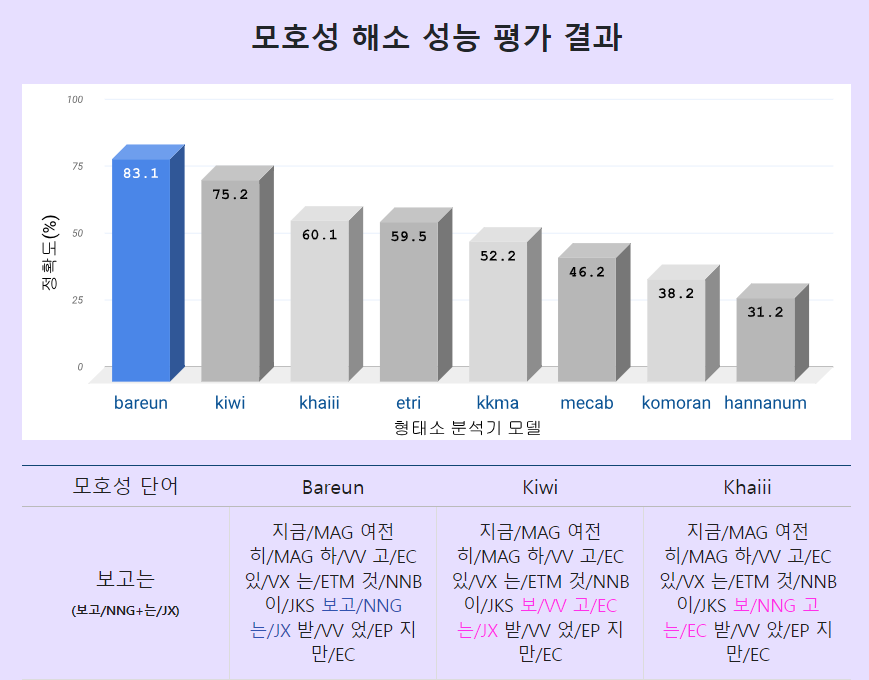 모호성 해소 성능 평가 결과
100
75
50
25
0
정확도(%)
83.1
75.2
60.1
59.5
52.2
46.2
38.2
31.2
bareun kiwi khaiii etri kkma mecab komoran hannanum
형태소 분석기 모델
모호성 단어 Bareun Kiwi Khaiii
보고는
(보고/NNG+는/JX)
지금/MAG 여전
히/MAG 하/VV 고/EC
있/VX 는/ETM 것/NNB
이/JKS 보고/NNG
는/JX 받/VV 었/EP 지
만/EC
지금/MAG 여전
히/MAG 하/VV 고/EC
있/VX 는/ETM 것/NNB
이/JKS 보/VV 고/EC
는/JX 받/VV 었/EP 지
만/EC
지금/MAG 여전
히/MAG 하/VV 고/EC
있/VX 는/ETM 것/NNB
이/JKS 보/NNG 고
는/EC 받/VV 았/EP 지
만/EC